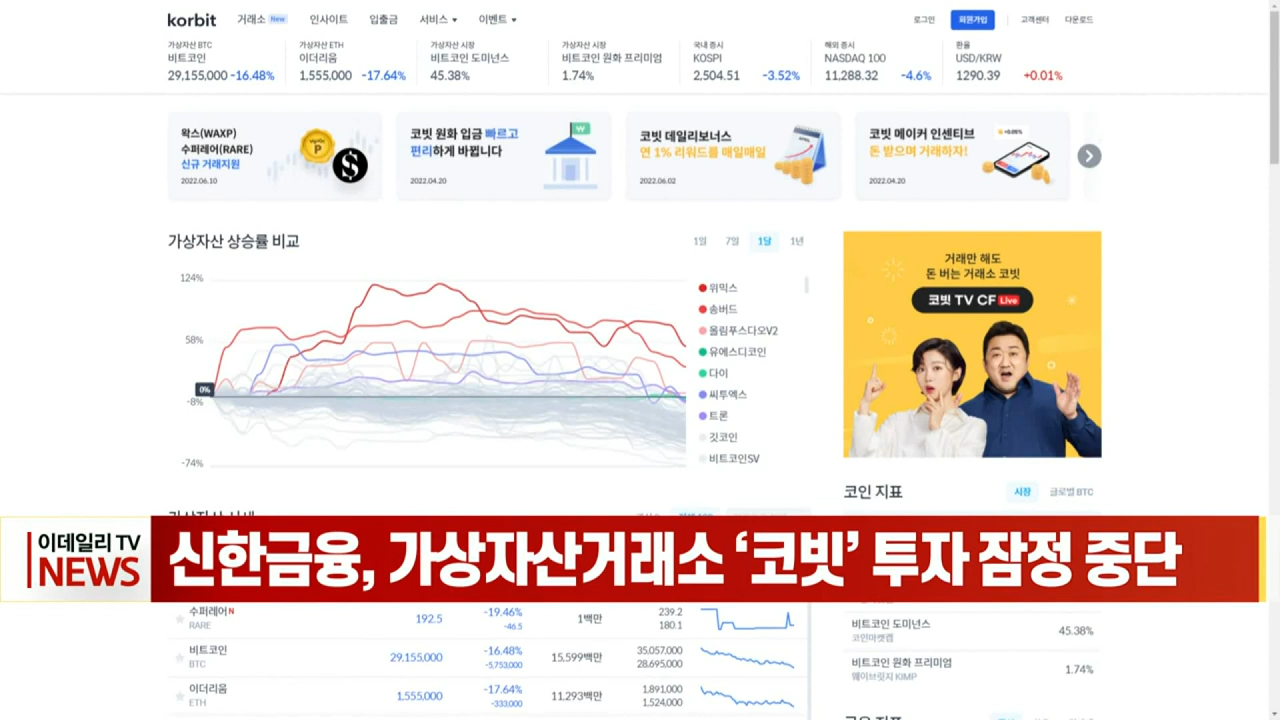 korbit 거래소 New 인사이트 입출금 서비스 이벤트 로그인 회원가입 고객센터 다운로드
가상자산 BTC
비트코인
29,155,000 -16.48%
가상자산 ETH
이더리움
1,555,000 -17.64%
가상자산 시장
비트코인 도미넌스
45.38%
가상자산 시장
비트코인 원화 프리미엄
1.74%
국내 증시
KOSPI
2,504.51 -3.52%
해외 증시
NASDAQ 100
11,288.32 -4.6%
환율
USD/KRW
1290.39 +0.01%
왁스(WAXP)
수퍼레어(RARE)
신규 거래지원
2022.06.10
P
$
코빗 원화 입금 빠르고
편리하게 바뀝니다
2022.04.20
W
코빗 데일리보너스
연 1% 리워드를 매일매일
2022.06.02
코빗 메이커 인센티브
돈 받으며 거래하자!
2022.04.20
+0.05%
가상자산 상승률 비교
1일 7일 1달 1년
124%
58%
0%
-8%
-74%
위믹스
송버드
올림푸스다오V2
유에스디코인
다이
씨투엑스
트론
깃코인
비트코인SV
거래만 해도
돈 버는 거래소 코빗
코빗 TV CF Live
코인 지표 시장 글로벌 BTC
이데일리 TV
NEWS
신한금융, 가상자산거래소 ‘코빗’ 투자 잠정 중단
수퍼레어 N
RARE
192.5
-19.46%
-46.5
1백만
239.2
180.1
비트코인
BTC
29,155,000
-16.48%
-5,753,000
15,599백만
35,057,000
28,695,000
이더리움
ETH
1,555,000
-17.64%
-333,000
11,293백만
1,891,000
1,524,000
비트코인 도미넌스
코인마켓캡
45.38%
비트코인 원화 프리미엄
웨이브릿지 KIMP
1.74%